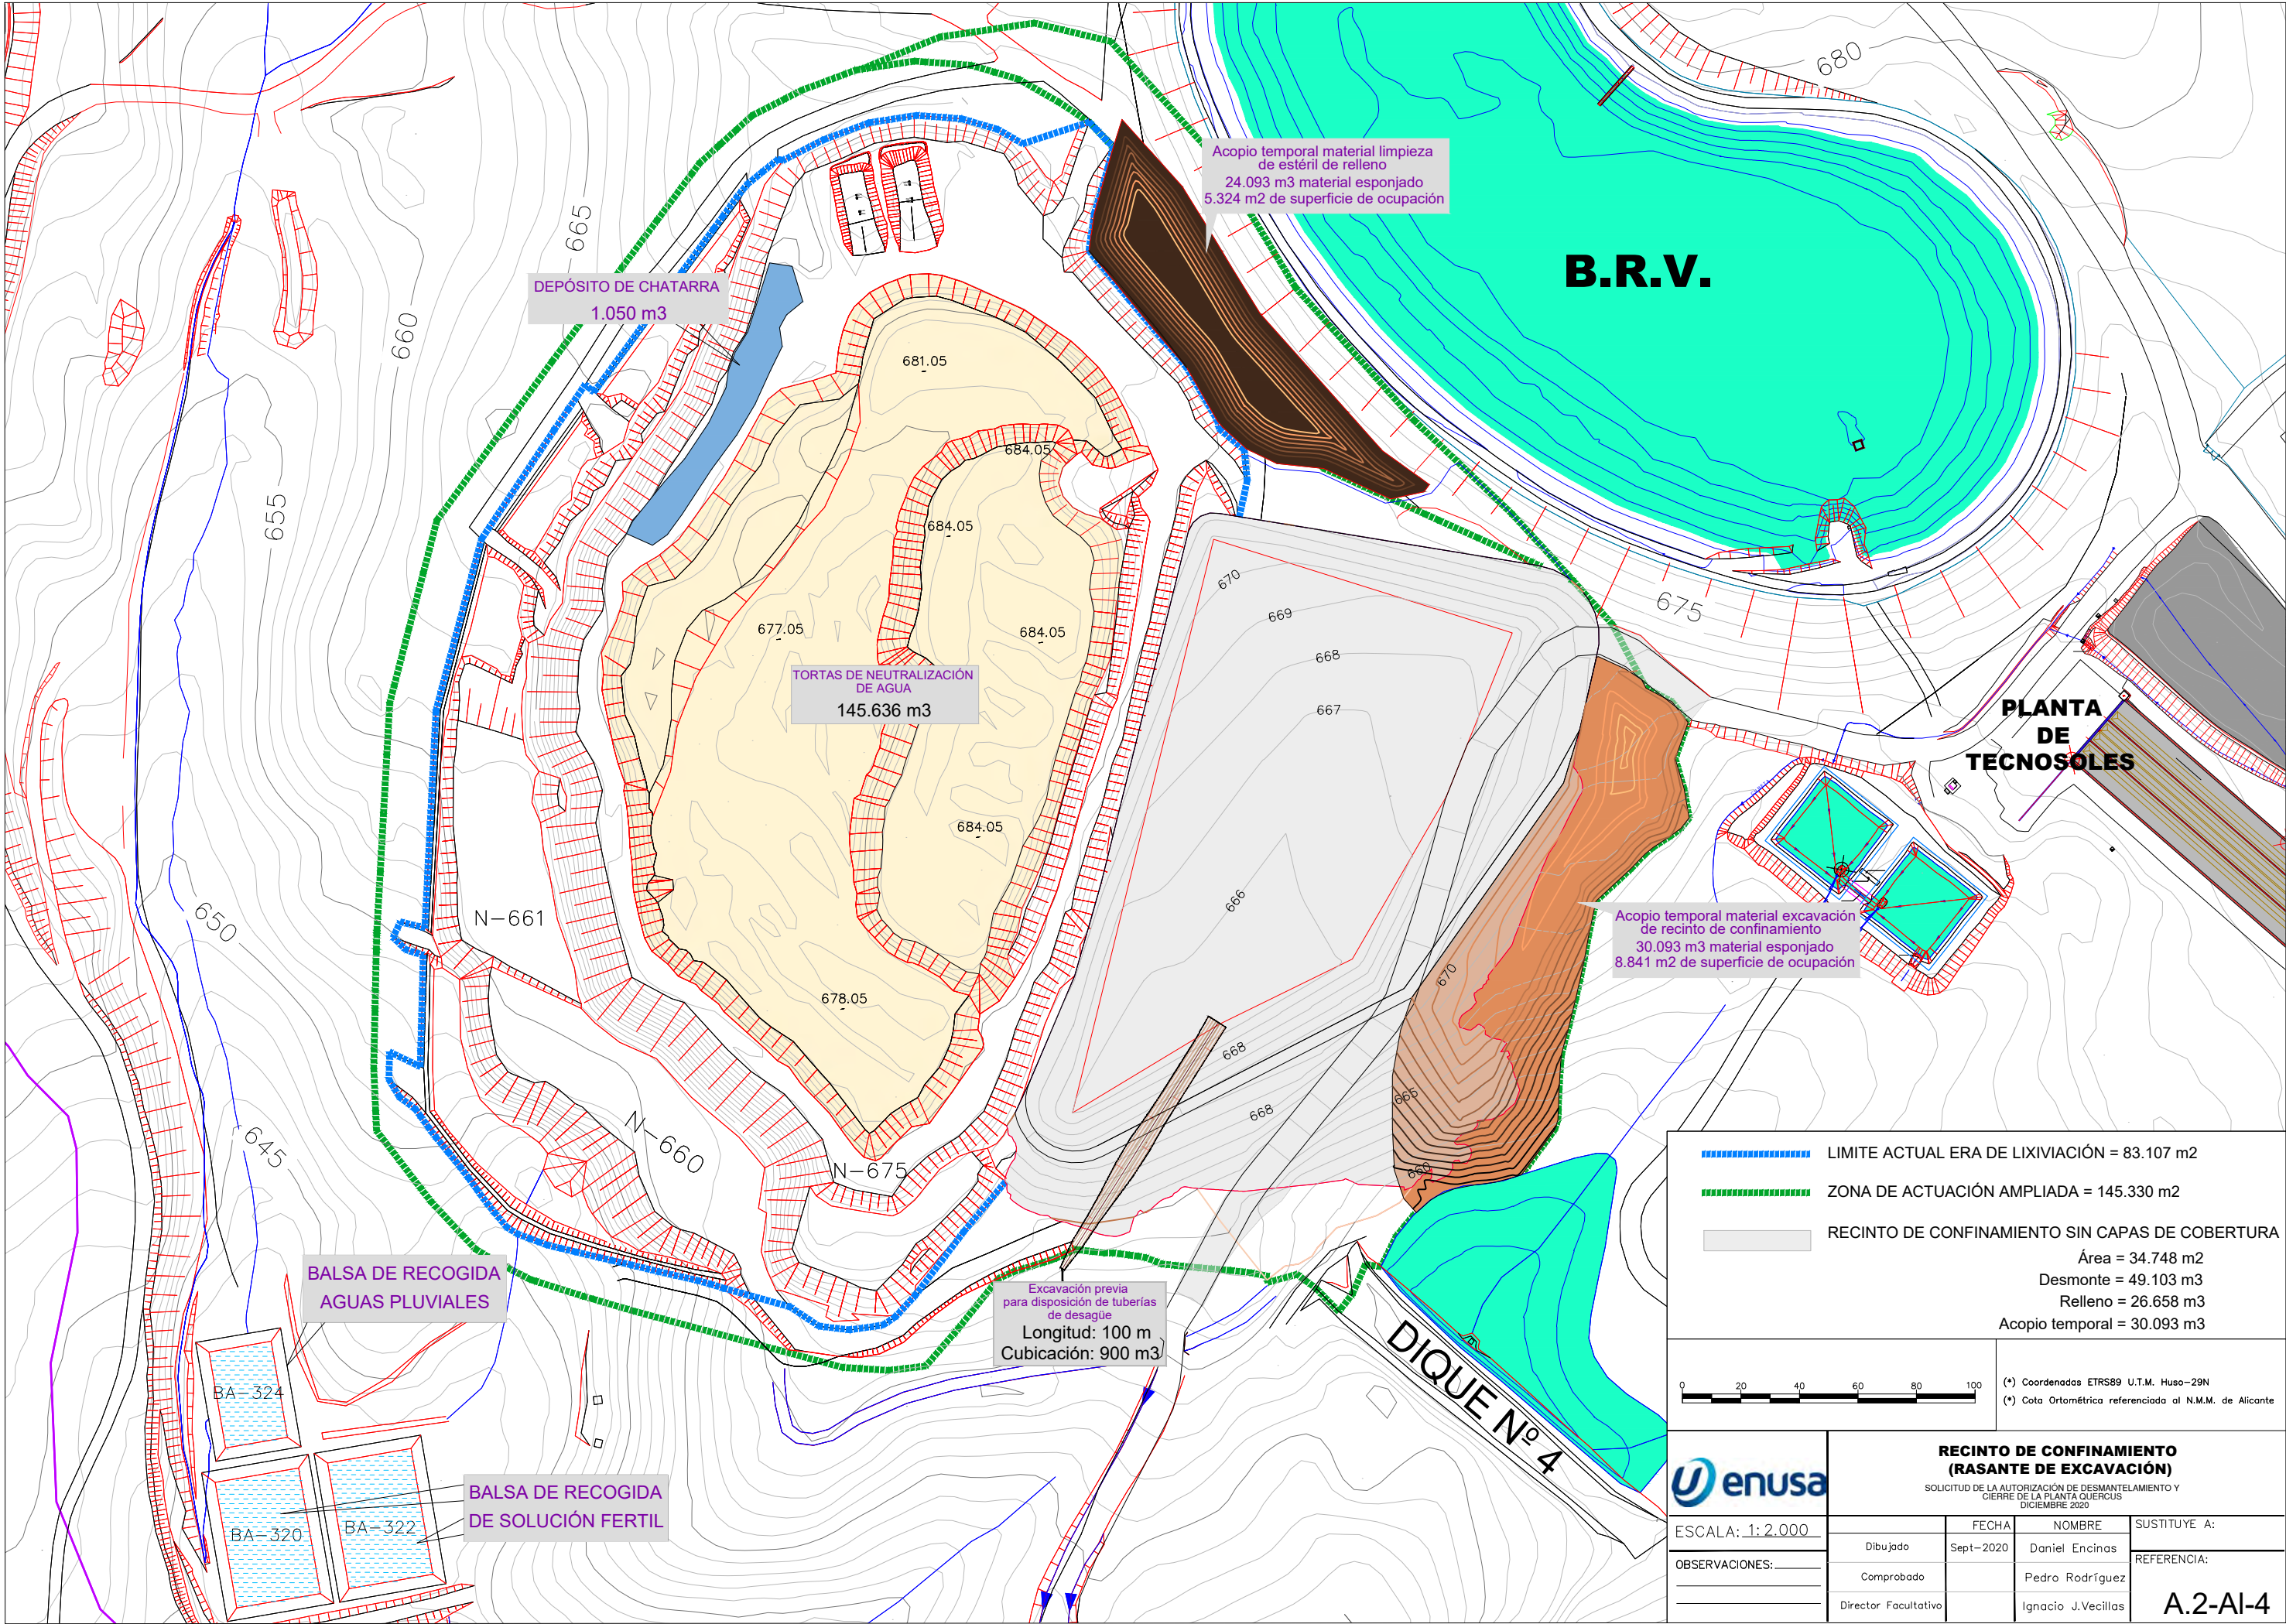 680
Acopio temporal material limpieza
de estéril de relleno
24.093 m3 material esponjado
5.324 m2 de superficie de ocupación
B.R.V.
665
DEPÓSITO DE CHATARRA
1.050 m3
660
655
681.05
684.05
684.05
684.05
677.05
TORTAS DE NEUTRALIZACIÓN
DE AGUA
145.636 m3
684.05
678.05
670
669
668
667
666
675
PLANTA
DE
TECNOSOLES
Acopio temporal material excavación
de recinto de confinamiento
30.093 m3 material esponjado
8.841 m2 de superficie de ocupación
670
668
668
665
660
650
645
N-661
N-660
N-675
BALSA DE RECOGIDA
AGUAS PLUVIALES
BA-324
BA-320
BA-322
BALSA DE RECOGIDA
DE SOLUCIÓN FERTIL
Excavación previa
para disposición de tuberías
de desagüe
Longitud: 100 m
Cubicación: 900 m3
DIQUE Nº 4
LIMITE ACTUAL ERA DE LIXIVIACIÓN = 83.107 m2
ZONA DE ACTUACIÓN AMPLIADA = 145.330 m2
RECINTO DE CONFINAMIENTO SIN CAPAS DE COBERTURA
Área = 34.748 m2
Desmonte = 49.103 m3
Relleno = 26.658 m3
Acopio temporal = 30.093 m3
0 20 40 60 80 100
(*) Coordenadas ETRS89 U.T.M. Huso-29N
(*) Cota Ortométrica referenciada al N.M.M. de Alicante
enusa
RECINTO DE CONFINAMIENTO
(RASANTE DE EXCAVACIÓN)
SOLICITUD DE LA AUTORIZACIÓN DE DESMANTELAMIENTO Y
CIERRE DE LA PLANTA QUERCUS
DICIEMBRE 2020
ESCALA: 1:2.000
OBSERVACIONES:
FECHA NOMBRE
Dibujado Sept-2020 Daniel Encinas
Comprobado Pedro Rodríguez
Director Facultativo Ignacio J.Vecillas
SUSTITUYE A:
REFERENCIA:
A.2-AI-4